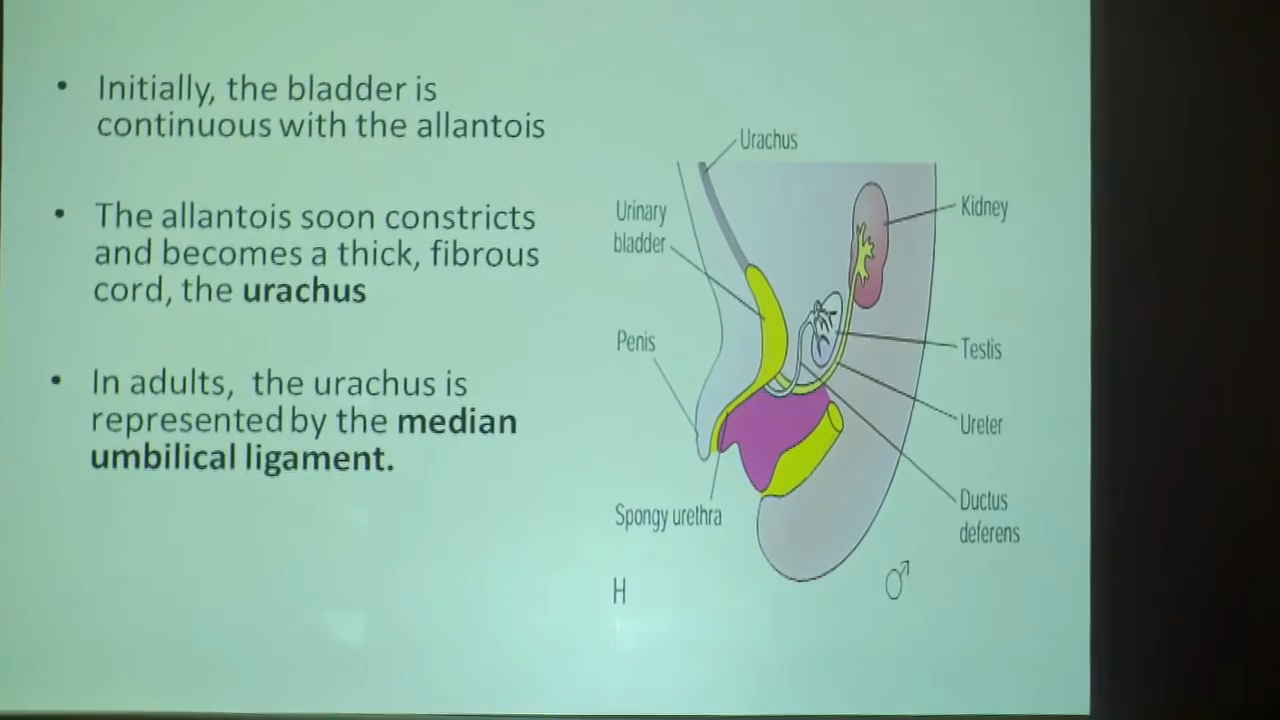 • Initially, the bladder is
continuous with the allantois
• The allantois soon constricts
and becomes a thick, fibrous
cord, the urachus
• In adults, the urachus is
represented by the median
umbilical ligament.
Urachus
Urinary
bladder
Kidney
Penis
Testis
Ureter
Ductus
deferens
Spongy urethra
H
♂